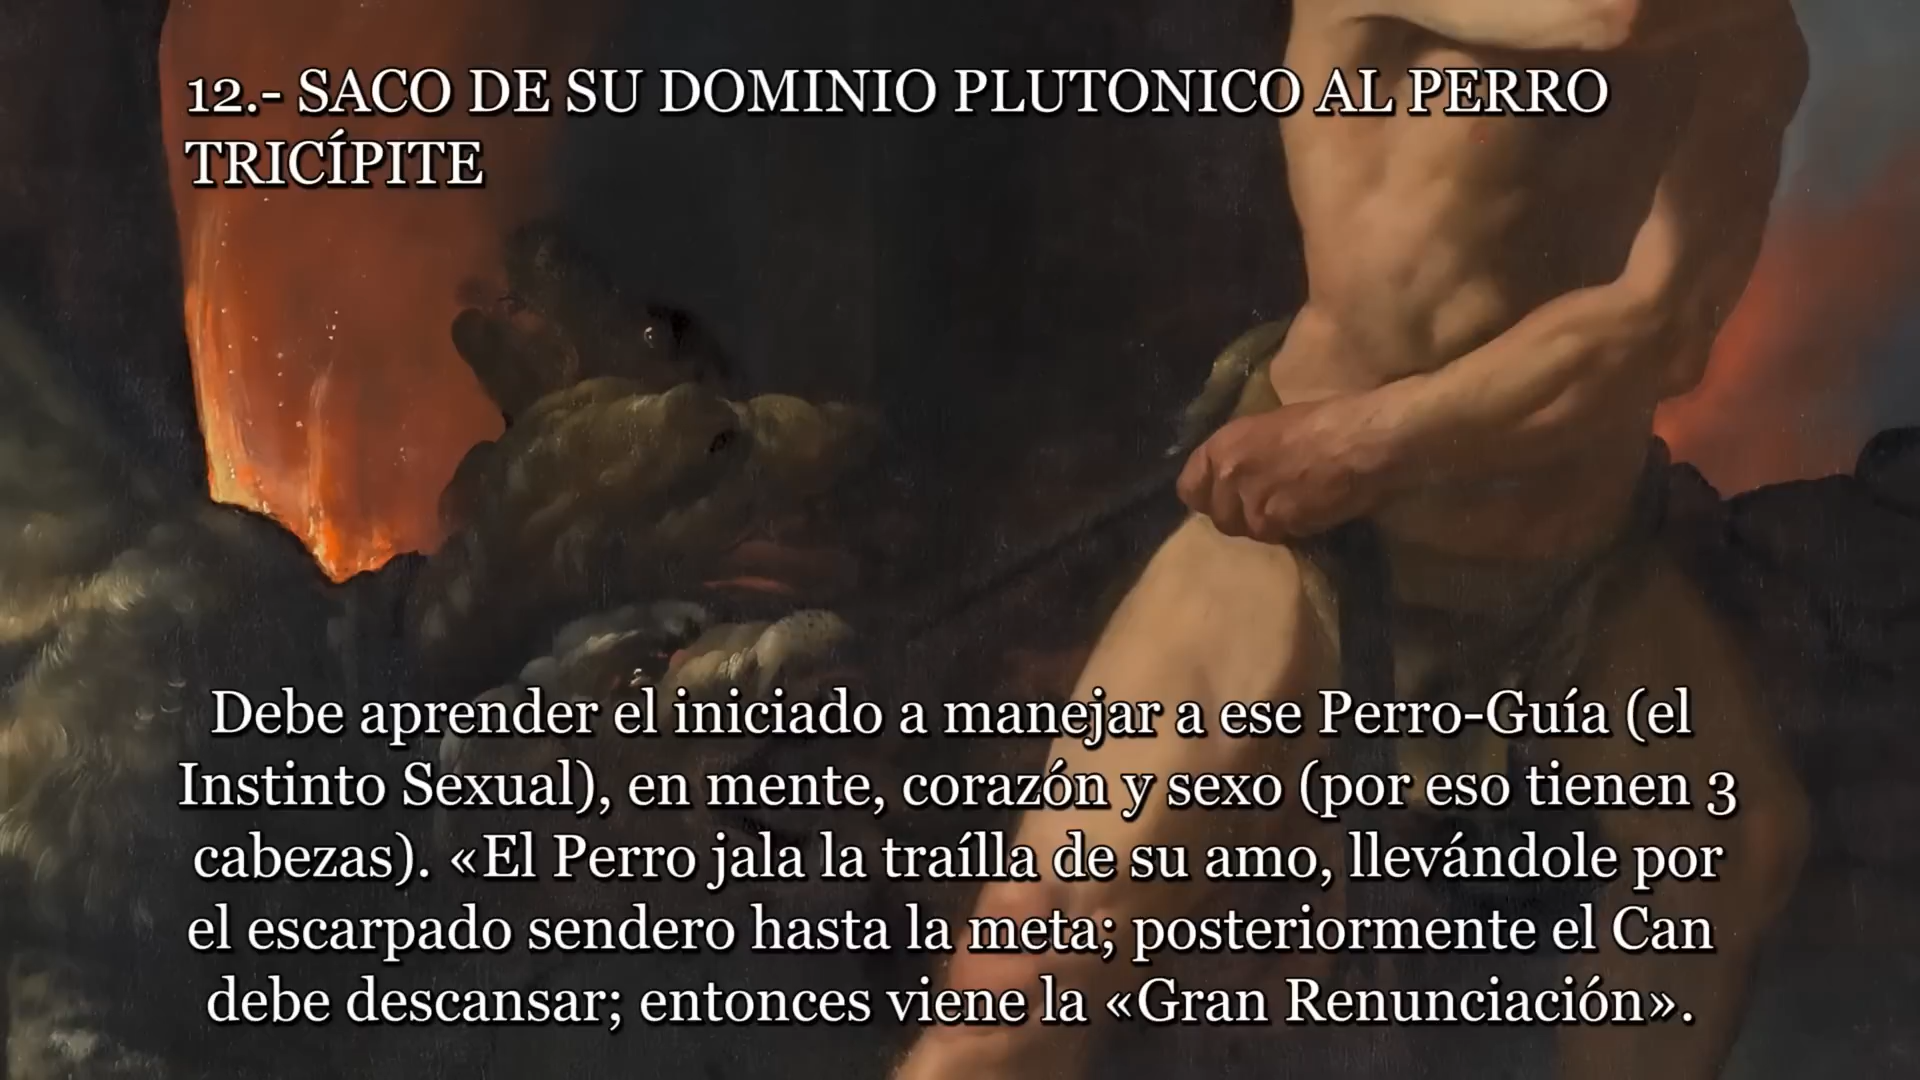 12.- SACO DE SU DOMINIO PLUTONICO AL PERRO
TRICÍPITE
Debe aprender el iniciado a manejar a ese Perro-Guía (el
Instinto Sexual), en mente, corazón y sexo (por eso tienen 3
cabezas). «El Perro jala la traílla de su amo, llevándole por
el escarpado sendero hasta la meta; posteriormente el Can
debe descansar; entonces viene la «Gran Renunciación».